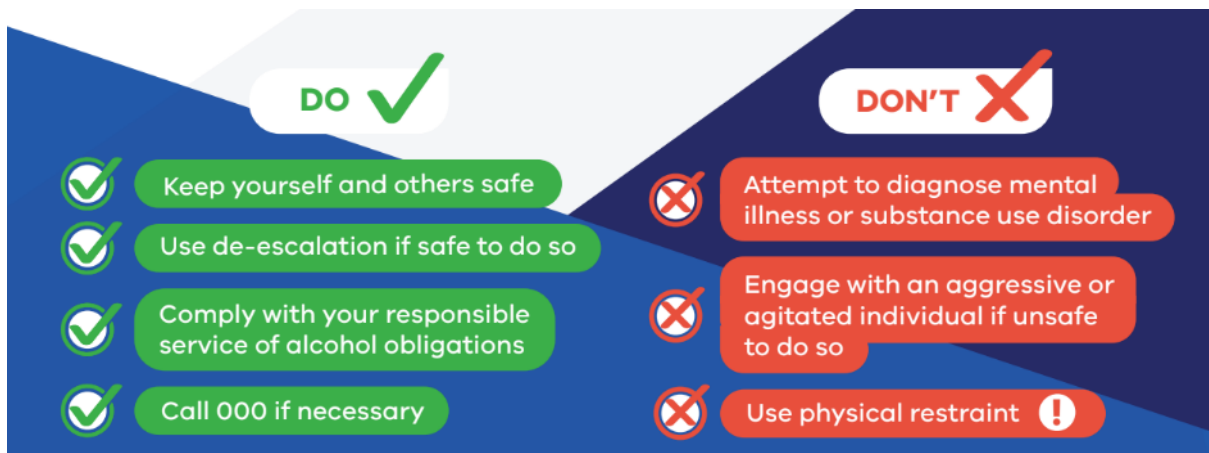 DO
Keep yourself and others safe
Use de-escalation if safe to do so
Comply with your responsible
service of alcohol obligations
Call 000 if necessary
DON'T
Attempt to diagnose mental
illness or substance use disorder
Engage with an aggressive or
agitated individual if unsafe
to do so
Use physical restraint !